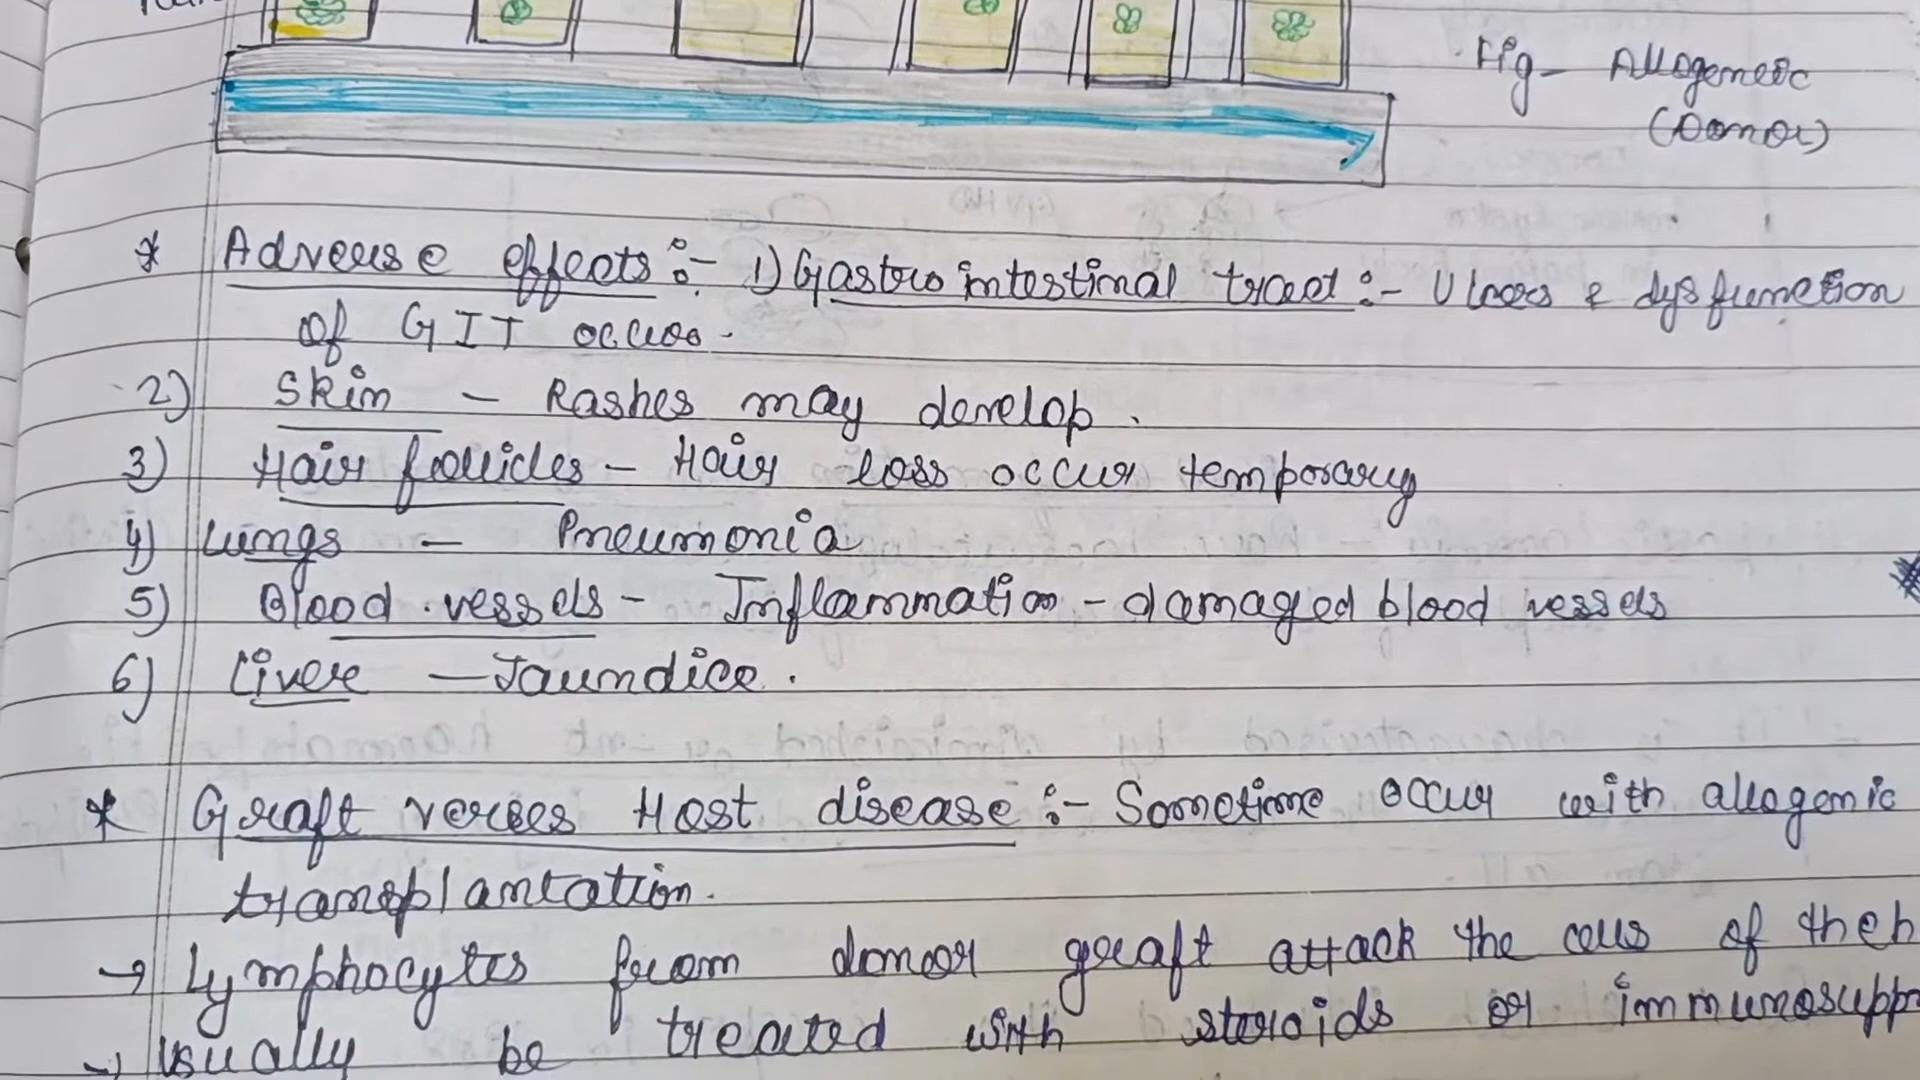 Fig - Allogeneic
(Donor)
* Adverse effects :- 1) Gastro intestinal tract :- Ulcers & dysfunction
of GIT occurs.
2) Skin - Rashes may develop.
3) Hair follicles - Hair loss occur temporary
4) Lungs - Pneumonia
5) Blood vessels - Inflammation - damaged blood vessels
6) Liver - Jaundice.
* Graft verses Host disease :- Sometime occur with allogenic
transplantation.
→ Lymphocytes from donor graft attack the cells of the h
→ Usually be treated with steroids or immunosuppr